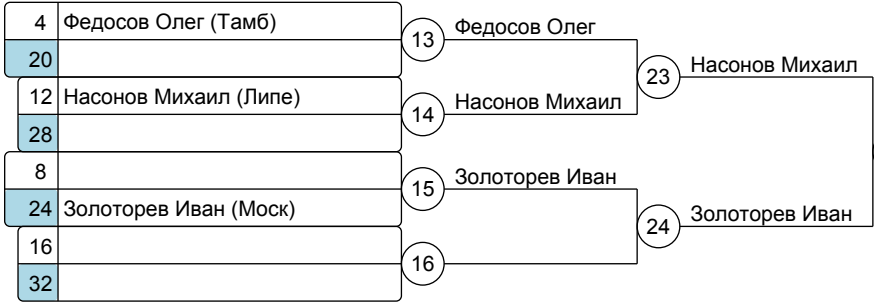 4 Федосов Олег (Тамб)
20
12 Насонов Михаил (Липе)
28
8
24 Золоторев Иван (Моск)
16
32
13 Федосов Олег
14 Насонов Михаил
15 Золоторев Иван
16
23 Насонов Михаил
24 Золоторев Иван